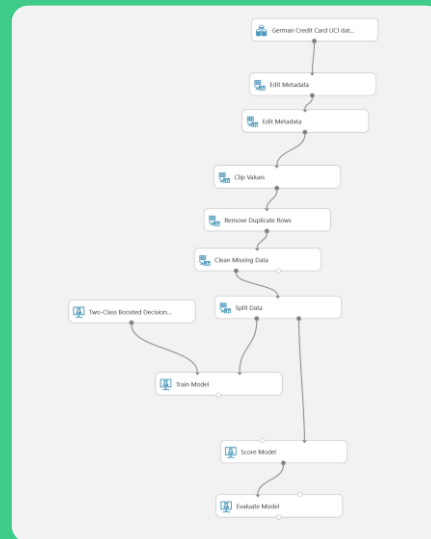 German Credit Card UCI dat...
Edit Metadata
Edit Metadata
Clip Values
Remove Duplicate Rows
Clean Missing Data
Split Data
Two-Class Boosted Decision...
Train Model
Score Model
Evaluate Model